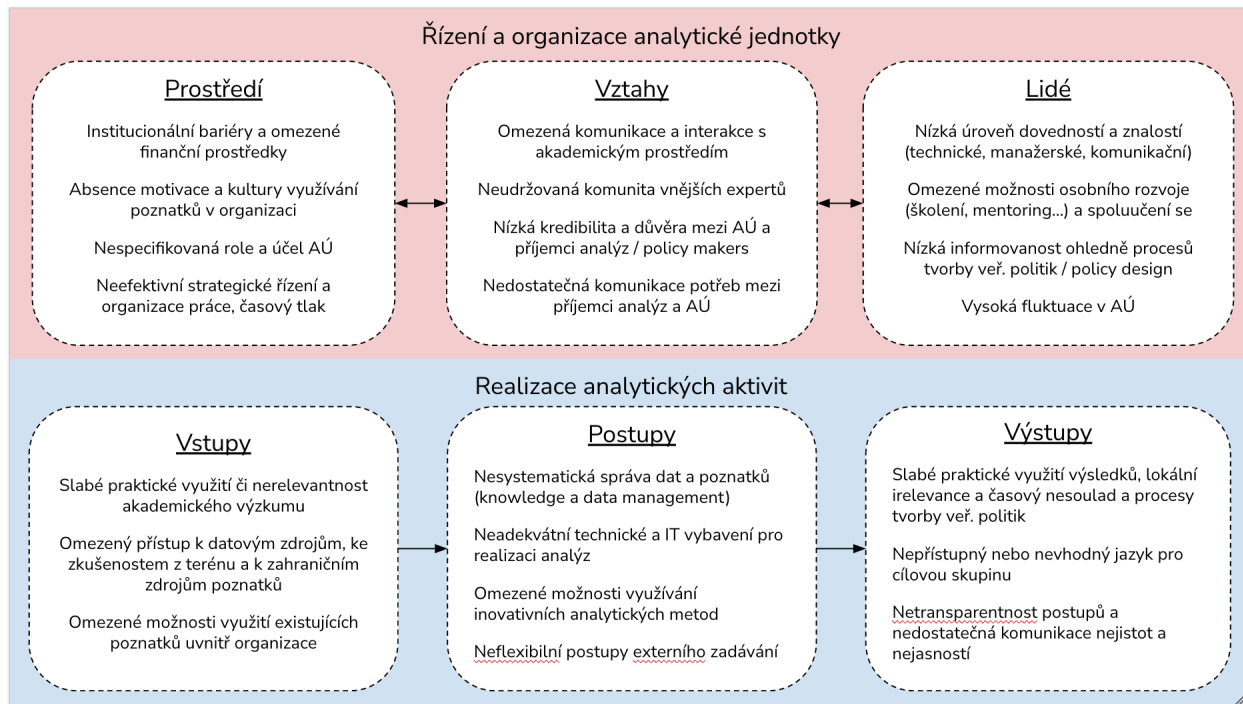 Řízení a organizace analytické jednotky
Prostředí
Institucionální bariéry a omezené
finanční prostředky
Absence motivace a kultury využívání
poznatků v organizaci
Nespecifikovaná role a účel AÚ
Neefektivní strategické řízení a
organizace práce, časový tlak
Vztahy
Omezená komunikace a interakce s
akademickým prostředím
Neudržovaná komunita vnějších expertů
Nízká kredibilita a důvěra mezi AÚ a
příjemci analýz / policy makers
Nedostatečná komunikace potřeb mezi
příjemci analýz a AÚ
Lidé
Nízká úroveň dovedností a znalostí
(technické, manažerské, komunikační)
Omezené možnosti osobního rozvoje
(školení, mentoring...) a spoluučení se
Nízká informovanost ohledně procesů
tvorby veř. politik / policy design
Vysoká fluktuace v AÚ
Realizace analytických aktivit
Vstupy
Slabé praktické využití či nerelevantnost
akademického výzkumu
Omezený přístup k datovým zdrojům, ke
zkušenostem z terénu a k zahraničním
zdrojům poznatků
Omezené možnosti využití existujících
poznatků uvnitř organizace
Postupy
Nesystematická správa dat a poznatků
(knowledge a data management)
Neadekvátní technické a IT vybavení pro
realizaci analýz
Omezené možnosti využívání
inovativních analytických metod
Neflexibilní postupy externího zadávání
Výstupy
Slabé praktické využití výsledků, lokální
irelevance a časový nesoulad a procesy
tvorby veř. politik
Nepřístupný nebo nevhodný jazyk pro
cílovou skupinu
Netransparentnost postupů a
nedostatečná komunikace nejistot a
nejasností